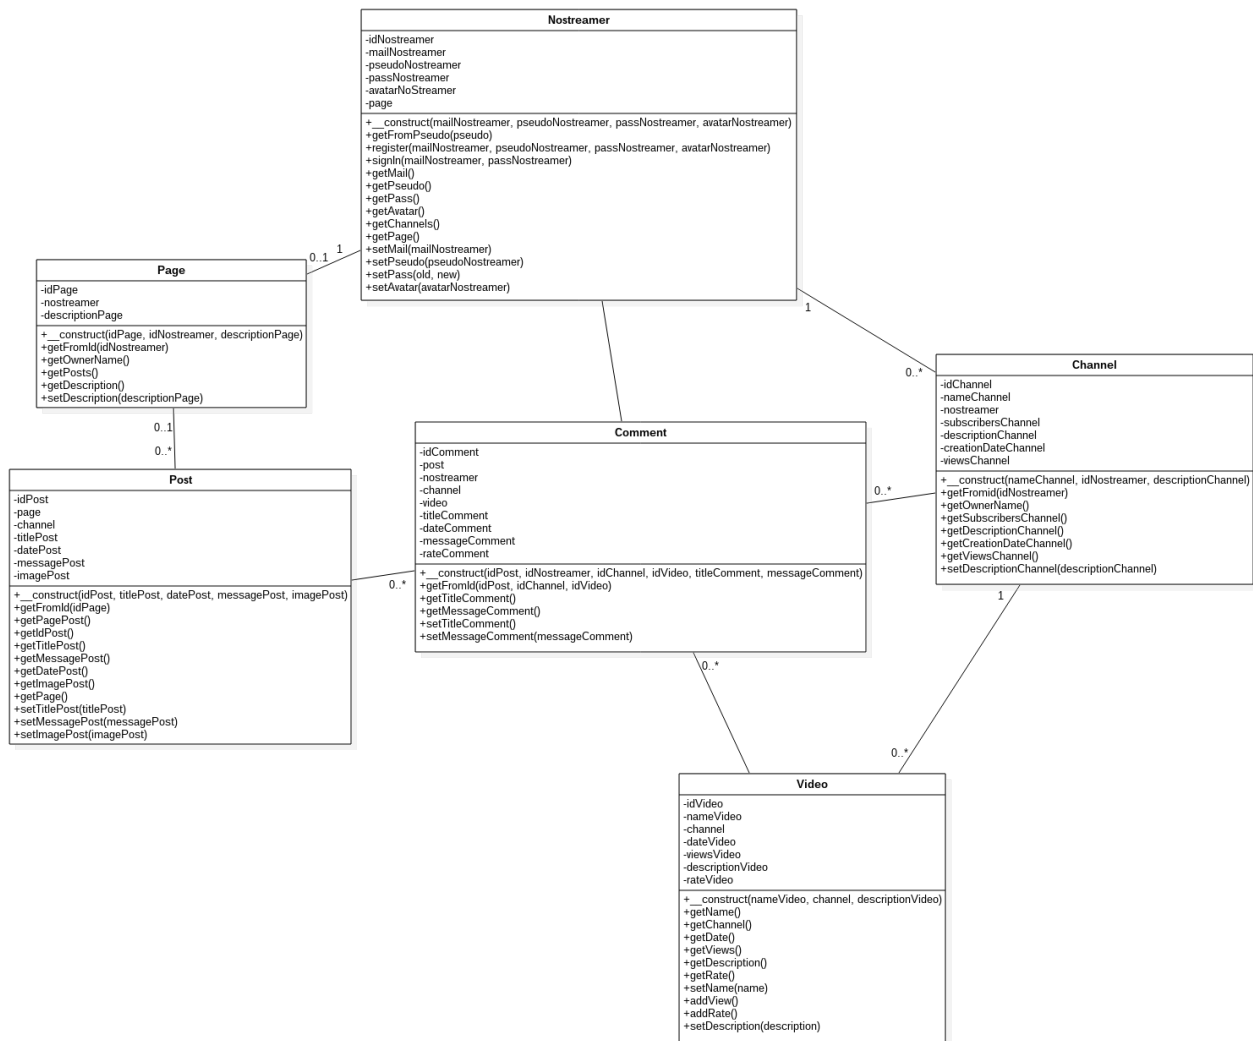 Nostreamer
-idNostreamer
-mailNostreamer
-pseudoNostreamer
-passNostreamer
-avatarNoStreamer
-page
+__construct(mailNostreamer, pseudoNostreamer, passNostreamer, avatarNostreamer)
+getFromPseudo(pseudo)
+register(mailNostreamer, pseudoNostreamer, passNostreamer, avatarNostreamer)
+signIn(mailNostreamer, passNostreamer)
+getMail()
+getPseudo()
+getPass()
+getAvatar()
+getChannels()
+getPage()
+setMail(mailNostreamer)
+setPseudo(pseudoNostreamer)
+setPass(old, new)
+setAvatar(avatarNostreamer)
0..1
1
1
0..*
Page
-idPage
-nostreamer
-descriptionPage
+__construct(idPage, idNostreamer, descriptionPage)
+getFromId(idNostreamer)
+getOwnerName()
+getPosts()
+getDescription()
+setDescription(descriptionPage)
0..1
0..*
Channel
-idChannel
-nameChannel
-nostreamer
-subscribersChannel
-descriptionChannel
-creationDateChannel
-viewsChannel
+__construct(nameChannel, idNostreamer, descriptionChannel)
+getFromid(idNostreamer)
+getOwnerName()
+getSubscribersChannel()
+getDescriptionChannel()
+getCreationDateChannel()
+getViewsChannel()
+setDescriptionChannel(descriptionChannel)
0..*
1
Comment
-idComment
-post
-nostreamer
-channel
-video
-titleComment
-dateComment
-messageComment
-rateComment
+__construct(idPost, idNostreamer, idChannel, idVideo, titleComment, messageComment)
+getFromId(idPost, idChannel, idVideo)
+getTitleComment()
+getMessageComment()
+setTitleComment()
+setMessageComment(messageComment)
0..*
0..*
Post
-idPost
-page
-channel
-titlePost
-datePost
-messagePost
-imagePost
+__construct(idPost, titlePost, datePost, messagePost, imagePost)
+getFromId(idPage)
+getPagePost()
+getIdPost()
+getTitlePost()
+getMessagePost()
+getDatePost()
+getImagePost()
+getPage()
+setTitlePost(titlePost)
+setMessagePost(messagePost)
+setImagePost(imagePost)
0..*
Video
-idVideo
-nameVideo
-channel
-dateVideo
-viewsVideo
-descriptionVideo
-rateVideo
+__construct(nameVideo, channel, descriptionVideo)
+getName()
+getChannel()
+getDate()
+getViews()
+getDescription()
+getRate()
+setName(name)
+addView()
+addRate()
+setDescription(description)